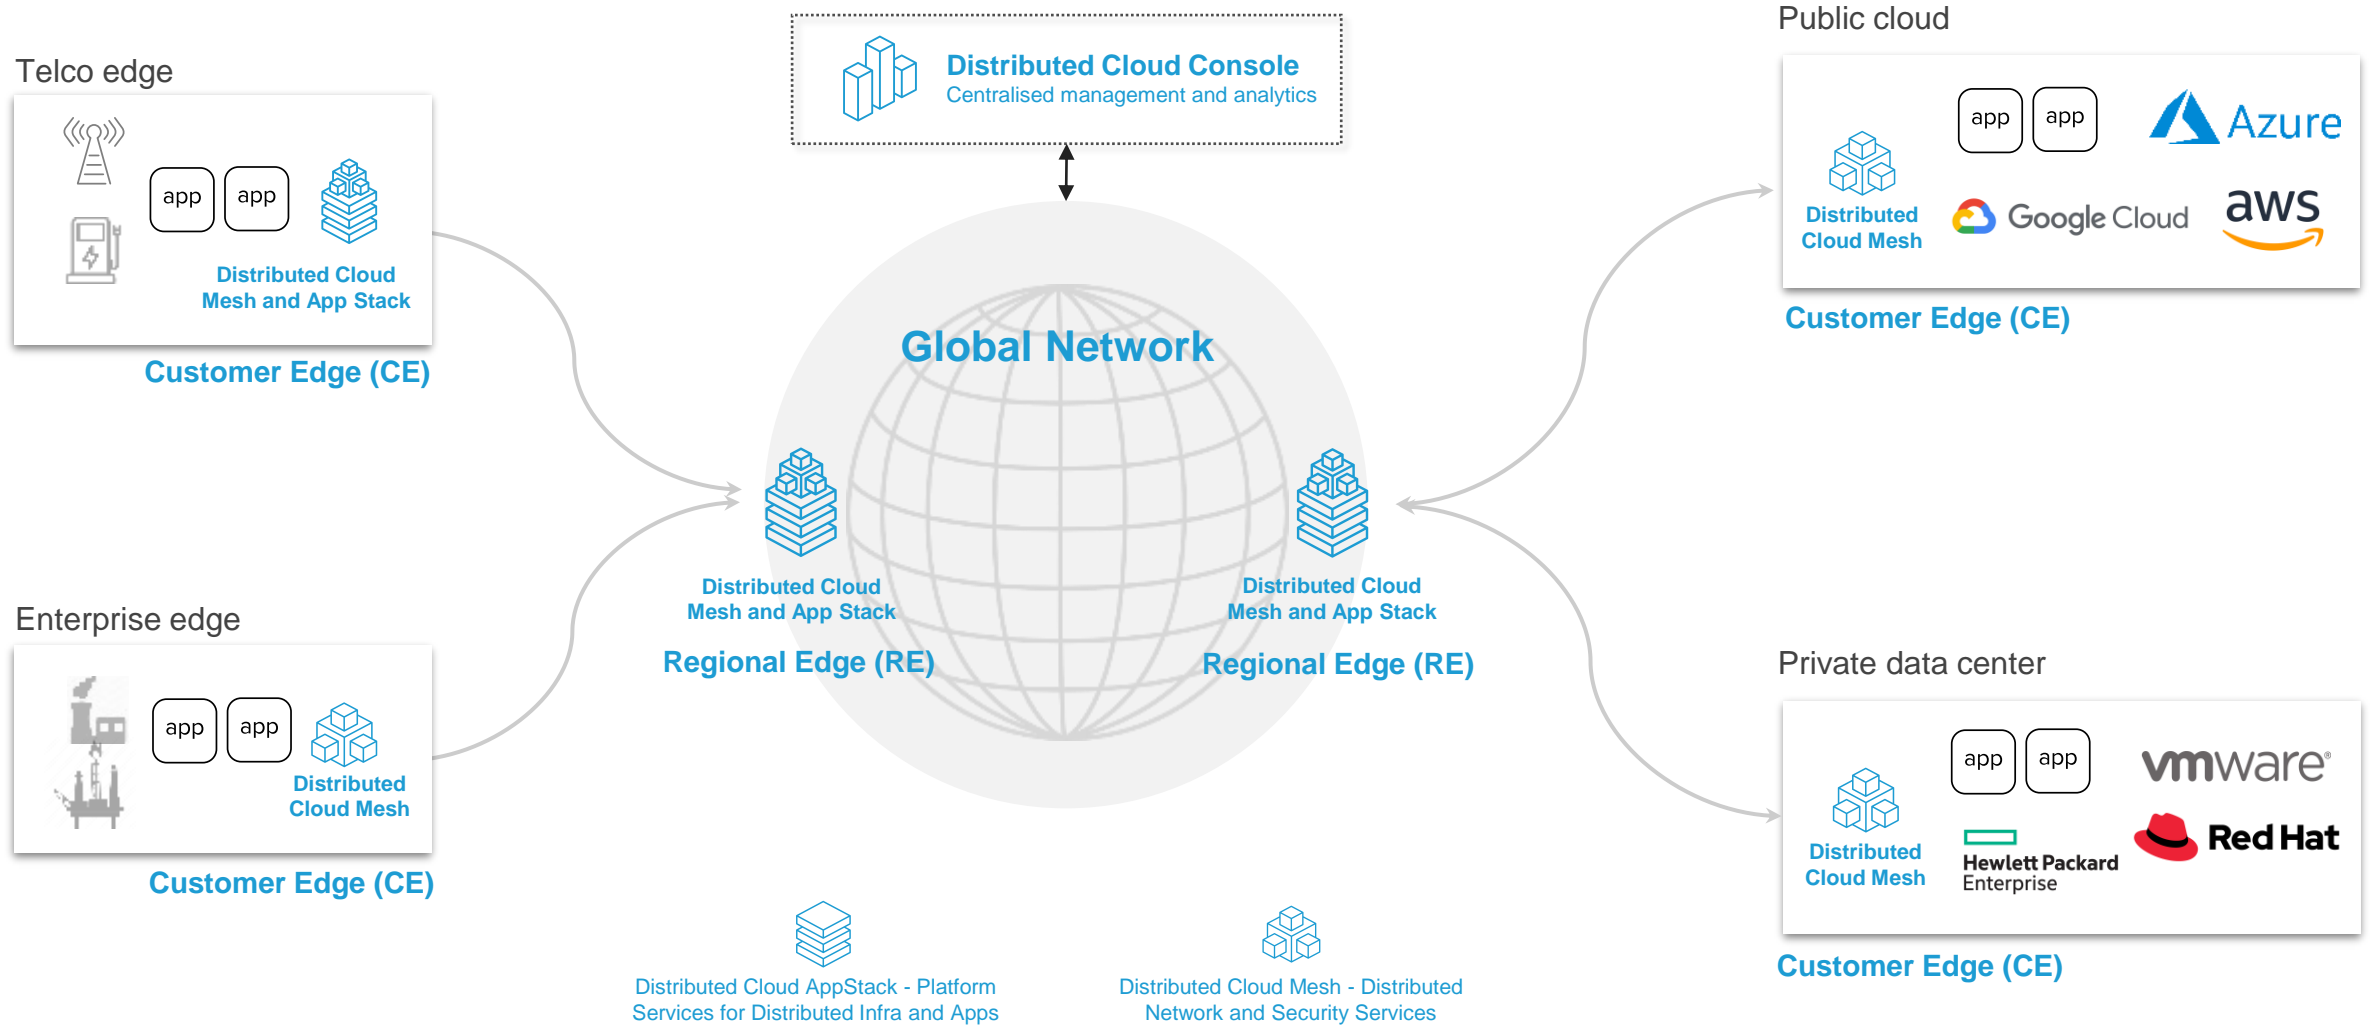 Telco edge
app
app
Distributed Cloud
Mesh and App Stack
Customer Edge (CE)
Enterprise edge
app
app
Distributed
Cloud Mesh
Customer Edge (CE)
Distributed Cloud Console
Centralised management and analytics
Global Network
Distributed Cloud
Mesh and App Stack
Regional Edge (RE)
Distributed Cloud
Mesh and App Stack
Regional Edge (RE)
Distributed Cloud AppStack - Platform
Services for Distributed Infra and Apps
Distributed Cloud Mesh - Distributed
Network and Security Services
Public cloud
app
app
Azure
Distributed
Cloud Mesh
Google Cloud
aws
Customer Edge (CE)
Private data center
app
app
vmware®
Distributed
Cloud Mesh
Hewlett Packard
Enterprise
Red Hat
Customer Edge (CE)